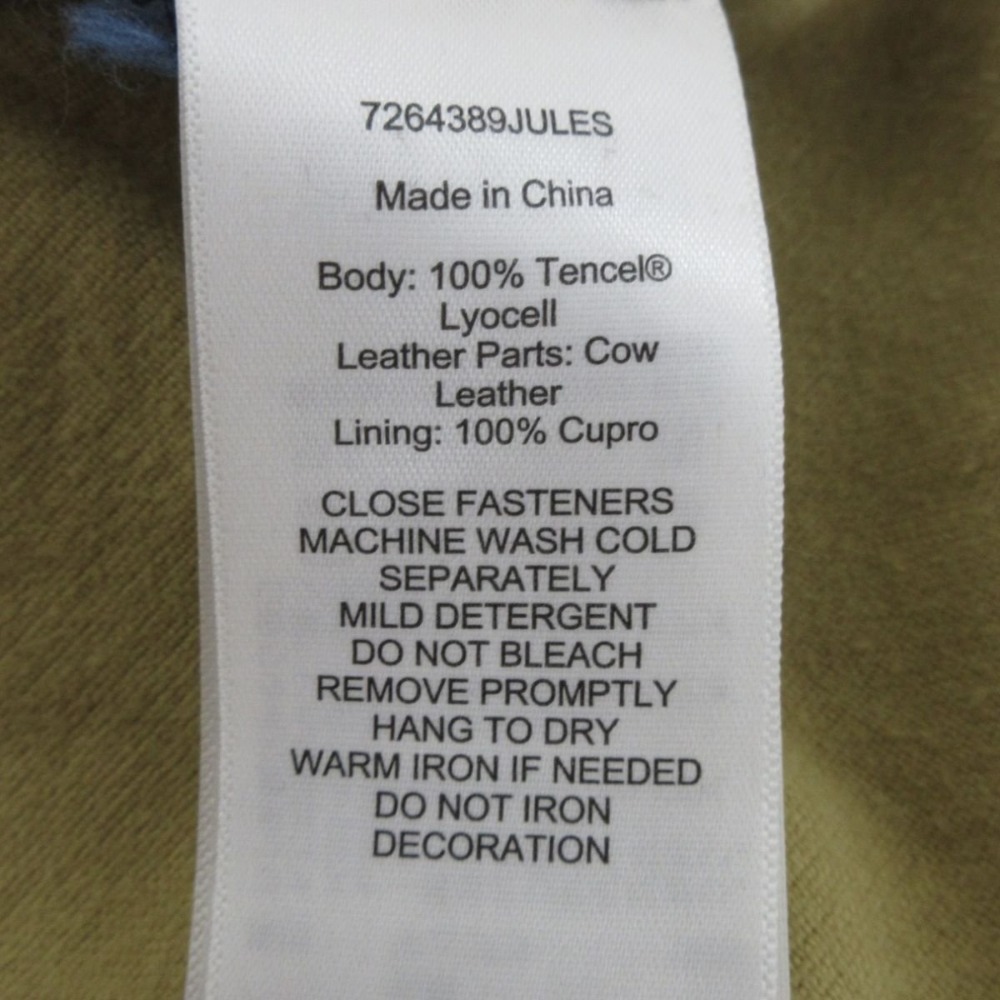 7264389JULES
Made in China
Body: 100% Tencel®
Lyocell
Leather Parts: Cow
Leather
Lining: 100% Cupro
CLOSE FASTENERS
MACHINE WASH COLD
SEPARATELY
MILD DETERGENT
DO NOT BLEACH
REMOVE PROMPTLY
HANG TO DRY
WARM IRON IF NEEDED
DO NOT IRON
DECORATION